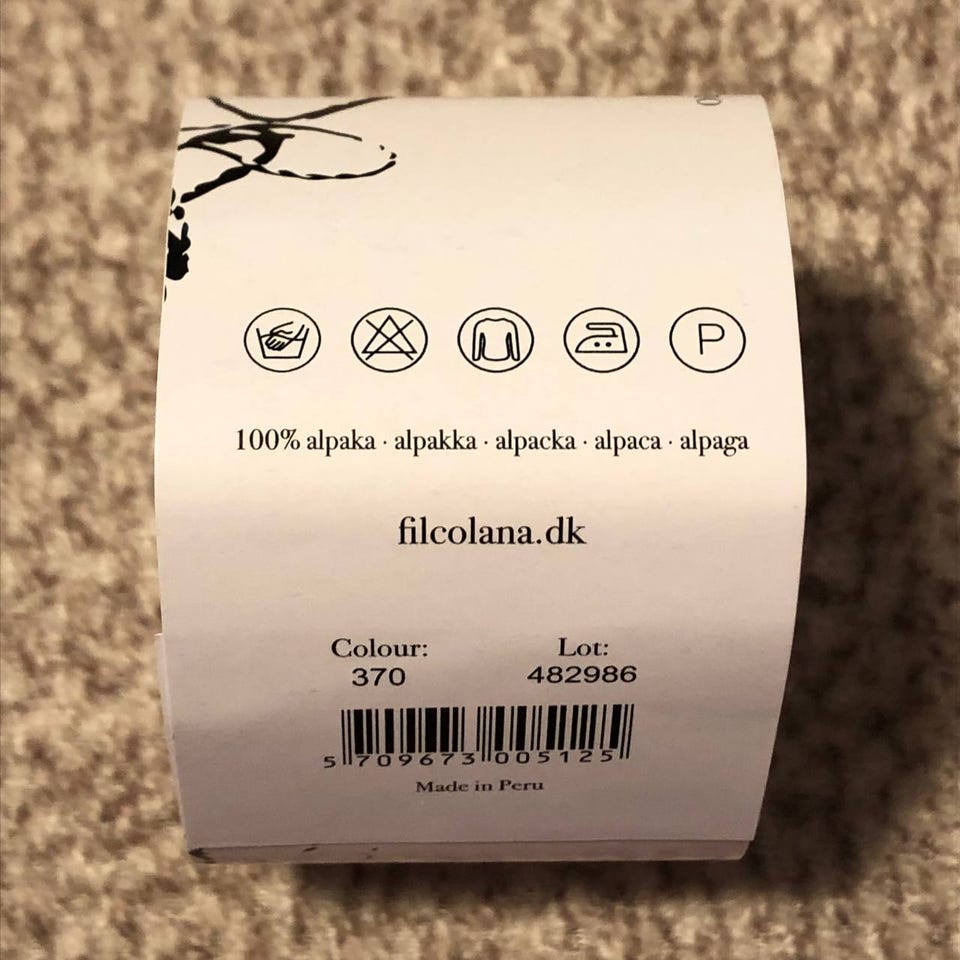 P
100% alpaka · alpakka · alpacka · alpaca · alpaga
filcolana.dk
Colour:
370
Lot:
482986
5 709673 005125
Made in Peru